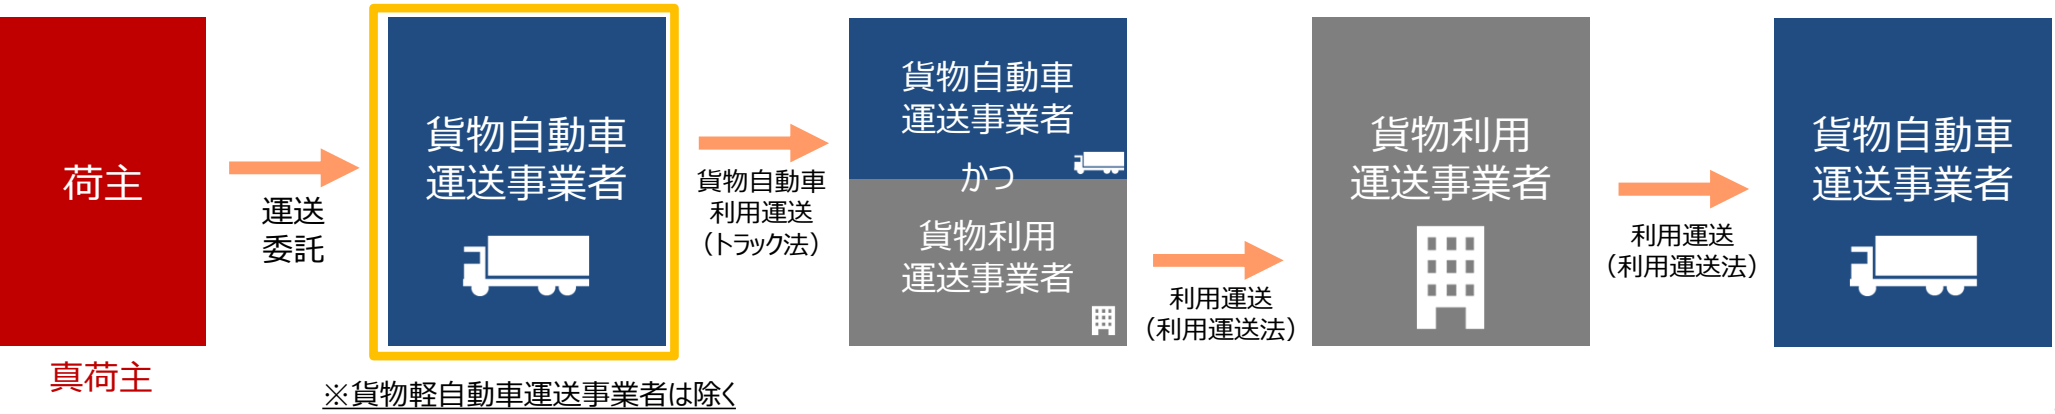 荷主
真荷主
運送
委託
貨物自動車
運送事業者
※貨物軽自動車運送事業者は除く
貨物自動車
利用運送
（トラック法）
貨物自動車
運送事業者
かつ
貨物利用
運送事業者
利用運送
（利用運送法）
貨物利用
運送事業者
利用運送
（利用運送法）
貨物自動車
運送事業者